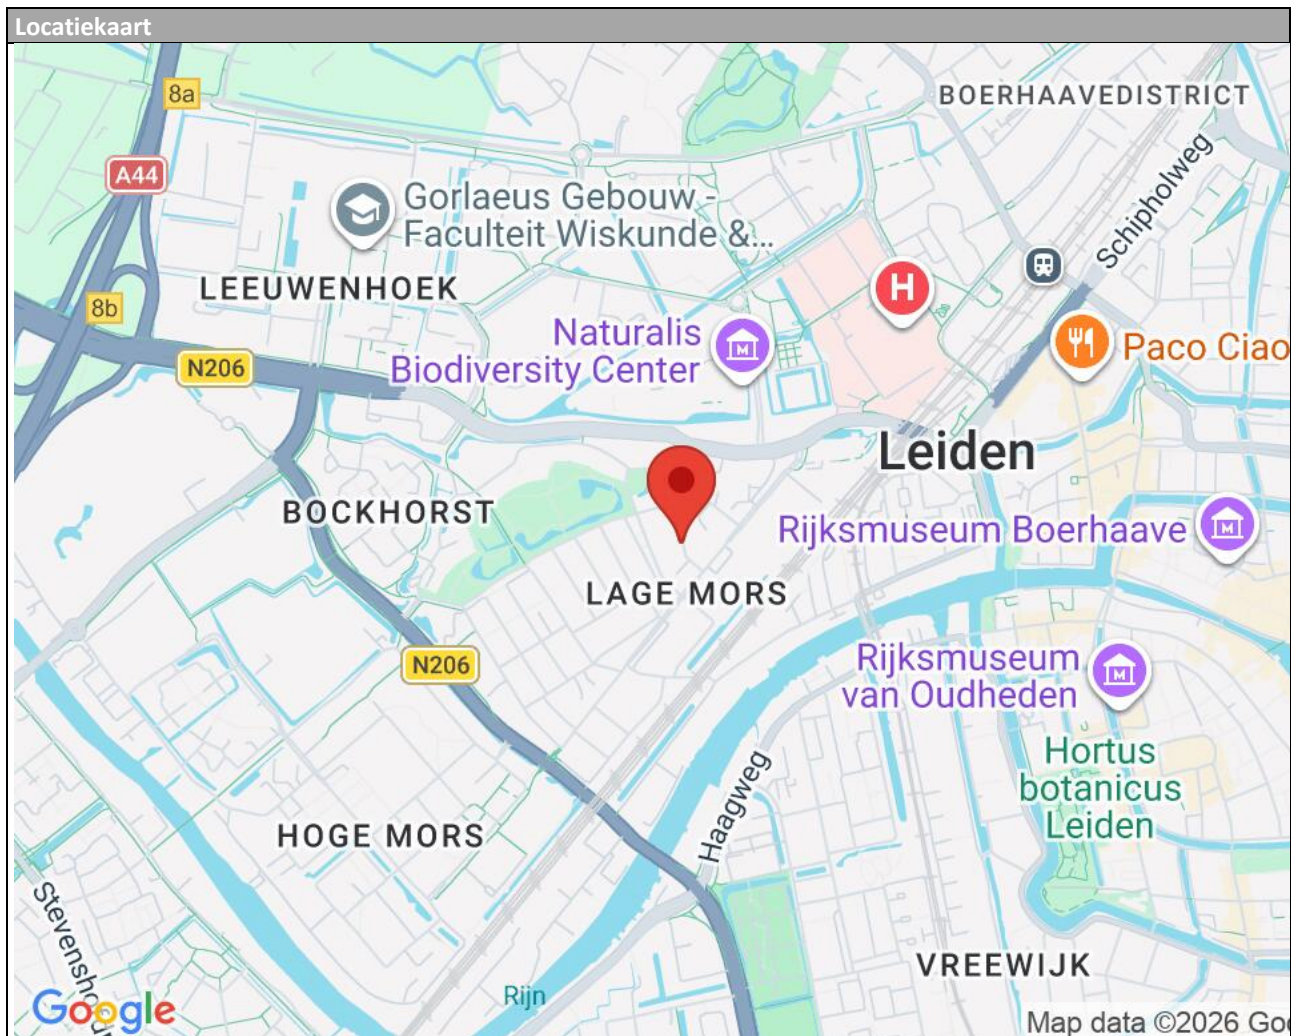 Locatiekaart
8a
BOERHAAVEDISTRICT
A44
Schipholweg
Gorlaeus Gebouw -
Faculteit Wiskunde &...
LEEUWENHOEK
H
8b
Naturalis
Biodiversity Center
M
Paco Ciao
N206
Leiden
BOCKHORST
Rijksmuseum Boerhaave
M
LAGE MORS
N206
Rijksmuseum
van Oudheden
M
Hortus
botanicus
Leiden
Haagweg
HOGE MORS
VREEWIJK
Rijn
Google
Map data ©2026